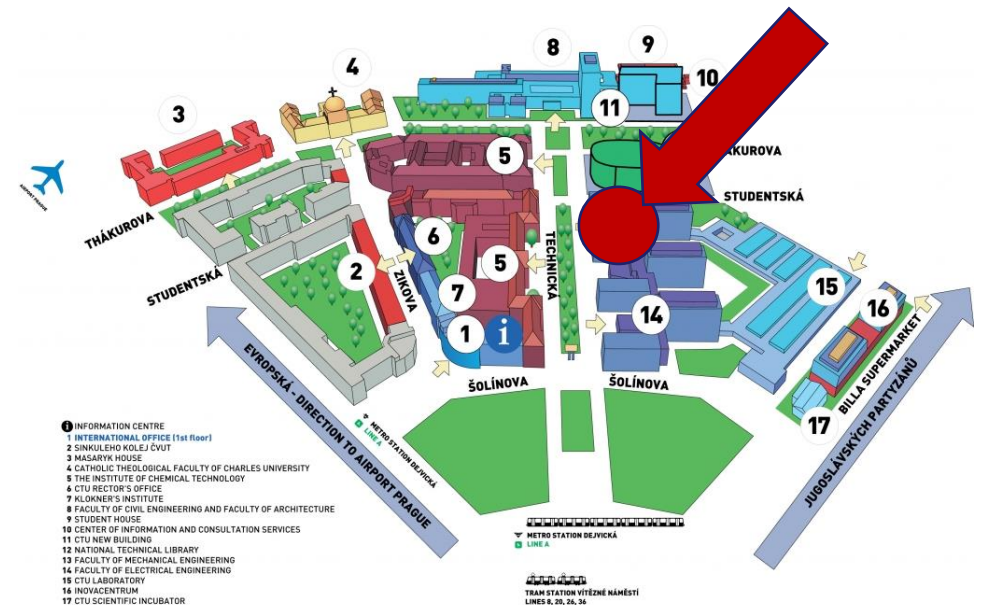 8
9
4
10
11
3
5
THÁKUROVA
AIRPORT PRAGUE
STUDENTSKÁ
THÁKUROVA
6
TECHNICKÁ
STUDENTSKÁ
2
ZIKOVA
5
7
15
16
14
1
i
BILLA SUPERMARKET
ŠOLÍNOVA
ŠOLÍNOVA
17
EVROPSKÁ - DIRECTION TO AIRPORT PRAGUE
JUGOSLÁVSKÝCH PARTYZÁNŮ
METRO STATION DEJVICKÁ
LINE A
i INFORMATION CENTRE
1 INTERNATIONAL OFFICE (1st floor)
2 SINKULEHO KOLEJ ČVUT
3 MASARYK HOUSE
4 CATHOLIC THEOLOGICAL FACULTY OF CHARLES UNIVERSITY
5 THE INSTITUTE OF CHEMICAL TECHNOLOGY
6 CTU RECTOR'S OFFICE
7 KLOKNER'S INSTITUTE
8 FACULTY OF CIVIL ENGINEERING AND FACULTY OF ARCHITECTURE
9 STUDENT HOUSE
10 CENTER OF INFORMATION AND CONSULTATION SERVICES
11 CTU NEW BUILDING
12 NATIONAL TECHNICAL LIBRARY
13 FACULTY OF MECHANICAL ENGINEERING
14 FACULTY OF ELECTRICAL ENGINEERING
15 CTU LABORATORY
16 INOVACENTRUM
17 CTU SCIENTIFIC INCUBATOR
METRO STATION DEJVICKÁ
LINE A
TRAM STATION VÍTĚZNÉ NÁMĚSTÍ
LINES 8, 20, 26, 36